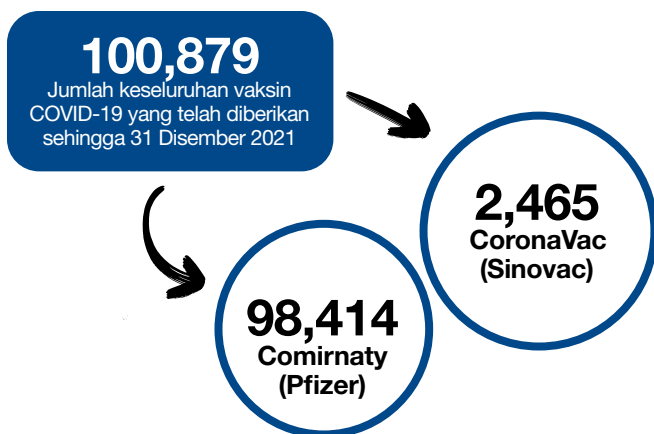 100,879
Jumlah keseluruhan vaksin
COVID-19 yang telah diberikan
sehingga 31 Disember 2021
2,465
CoronaVac
(Sinovac)
98,414
Comirnaty
(Pfizer)